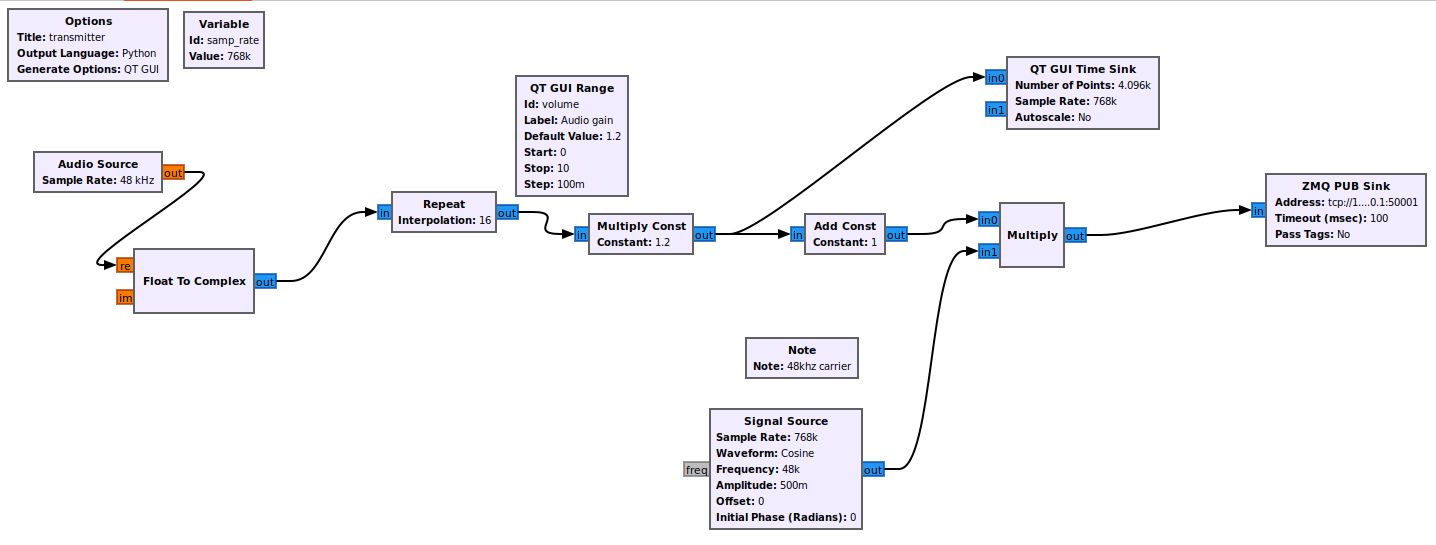 Options
Title: transmitter
Output Language: Python
Generate Options: QT GUI
Variable
Id: samp_rate
Value: 768k
Audio Source
Sample Rate: 48 kHz
out
re
im
Float To Complex
out
in
Repeat
Interpolation: 16
out
QT GUI Range
Id: volume
Label: Audio gain
Default Value: 1.2
Start: 0
Stop: 10
Step: 100m
in
Multiply Const
Constant: 1.2
out
in
Add Const
Constant: 1
out
in0
in1
Multiply
out
in0
in1
QT GUI Time Sink
Number of Points: 4.096k
Sample Rate: 768k
Autoscale: No
in
ZMQ PUB Sink
Address: tcp://1....0.1:50001
Timeout (msec): 100
Pass Tags: No
Note
Note: 48khz carrier
freq
Signal Source
Sample Rate: 768k
Waveform: Cosine
Frequency: 48k
Amplitude: 500m
Offset: 0
Initial Phase (Radians): 0
out